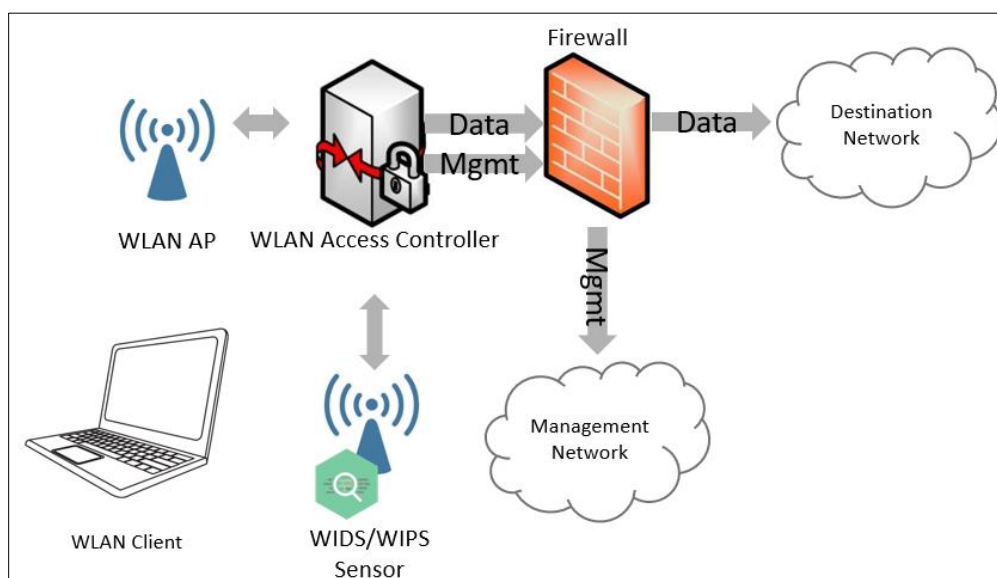 Firewall
Data
Mgmt
Data
Destination
Network
WLAN AP
WLAN Access Controller
Mgmt
Management
Network
WLAN Client
WIDS/WIPS
Sensor